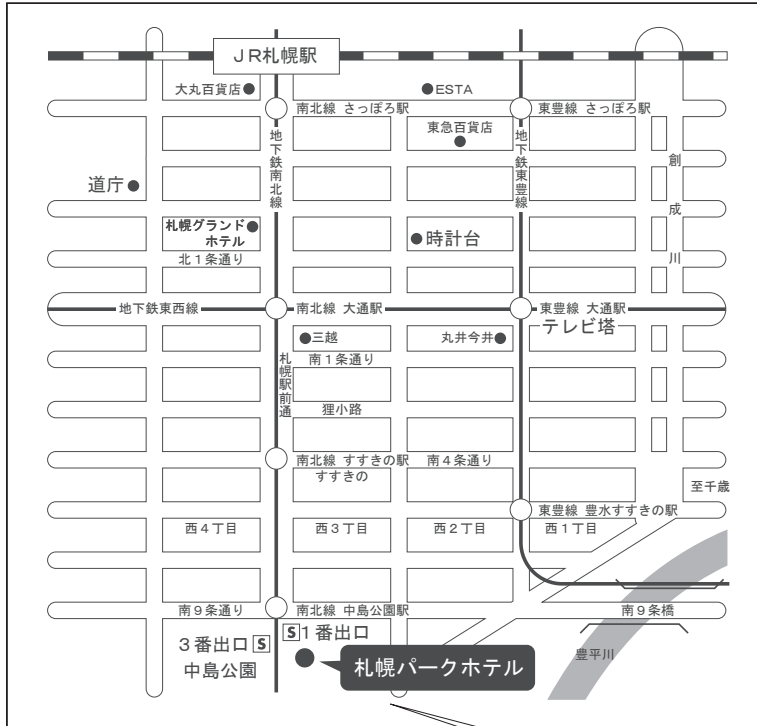 JR札幌駅
大丸百貨店
ESTA
南北線 さっぽろ駅
東豊線 さっぽろ駅
東急百貨店
地下鉄南北線
地下鉄東豊線
創成川
道庁
札幌グランド
ホテル
時計台
北1条通り
地下鉄東西線
南北線 大通駅
東豊線 大通駅
テレビ塔
三越
丸井今井
札幌駅前通
南1条通り
狸小路
南北線 すすきの駅
南4条通り
すすきの
至千歳
東豊線 豊水すすきの駅
西4丁目
西3丁目
西2丁目
西1丁目
南9条通り
南北線 中島公園駅
南9条橋
3番出口 S
S 1番出口
中島公園
札幌パークホテル
豊平川